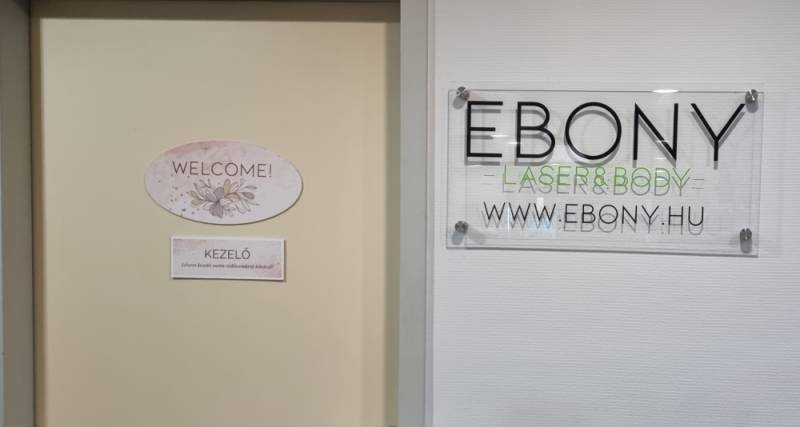 WELCOME!
KEZELŐ
EBONY
- LASER&BODY -
WWW.EBONY.HU